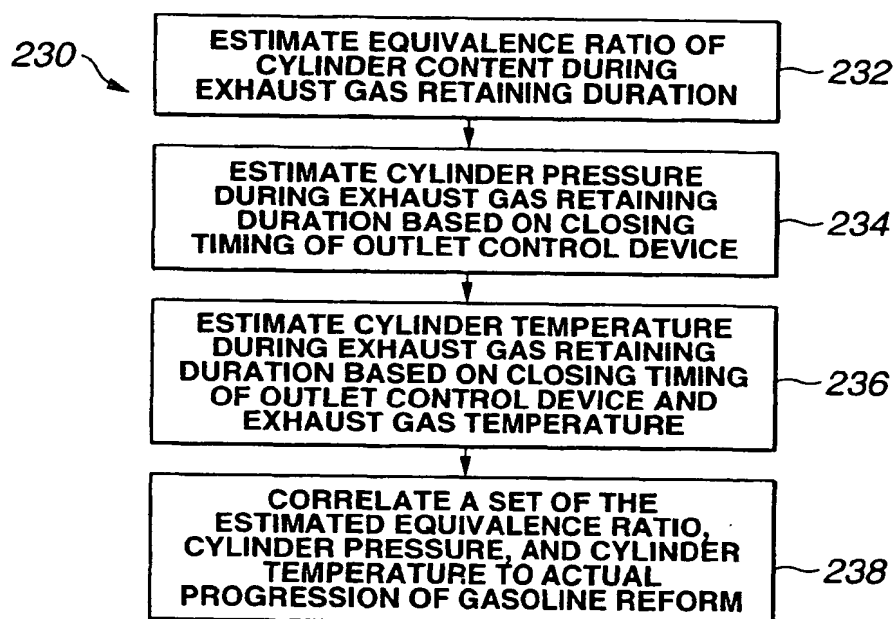 230
ESTIMATE EQUIVALENCE RATIO OF
CYLINDER CONTENT DURING
EXHAUST GAS RETAINING DURATION
232
ESTIMATE CYLINDER PRESSURE
DURING EXHAUST GAS RETAINING
DURATION BASED ON CLOSING
TIMING OF OUTLET CONTROL DEVICE
234
ESTIMATE CYLINDER TEMPERATURE
DURING EXHAUST GAS RETAINING
DURATION BASED ON CLOSING TIMING
OF OUTLET CONTROL DEVICE AND
EXHAUST GAS TEMPERATURE
236
CORRELATE A SET OF THE
ESTIMATED EQUIVALENCE RATIO,
CYLINDER PRESSURE, AND CYLINDER
TEMPERATURE TO ACTUAL
PROGRESSION OF GASOLINE REFORM
238